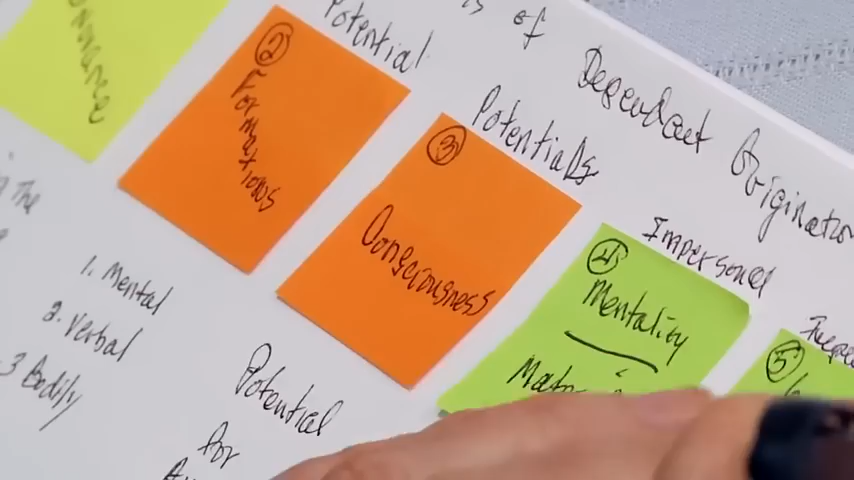 of Dependent Origination
Potential
②
Formations
Potentials
③
Consciousness
Impersonal
④
Mentality
⑤
The
1. Mental
2. Verbal
3 Bodily
Potential
for